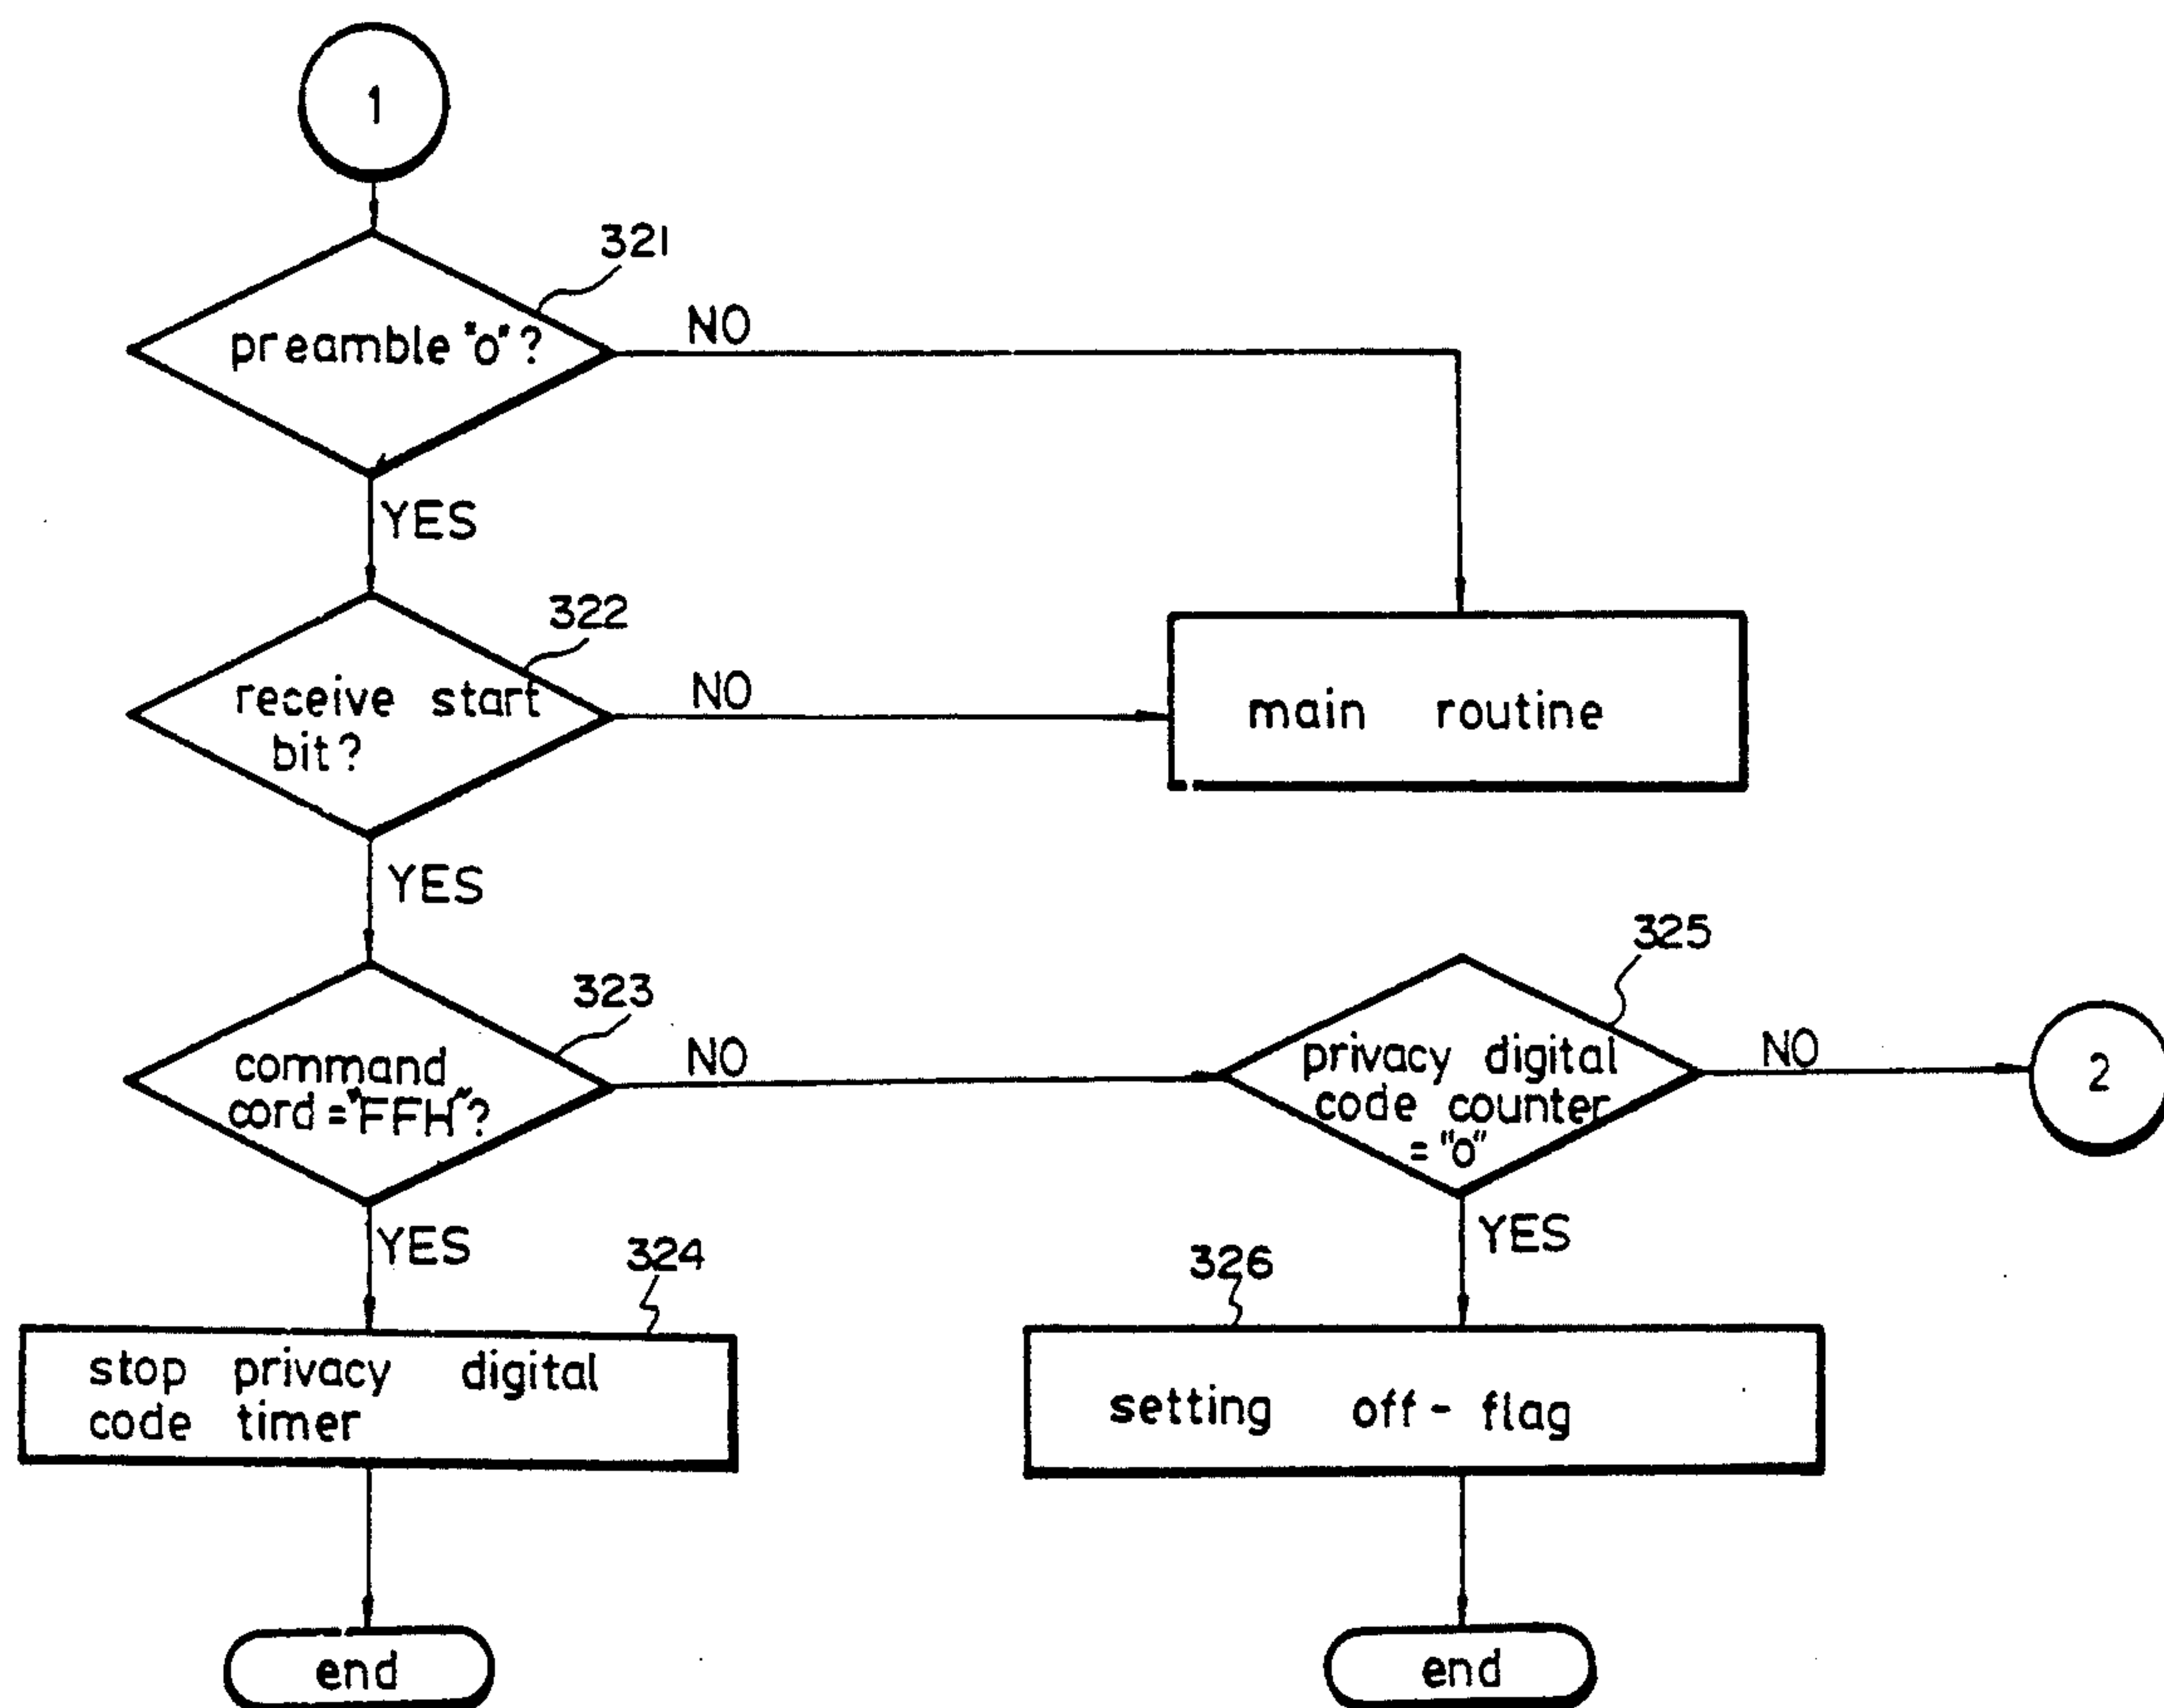 1
321
preamble "o"?
NO
YES
322
receive start
bit?
NO
main routine
YES
323
command
cord="FFH"?
NO
325
privacy digital
code counter
="o"
NO
2
YES
324
stop privacy digital
code timer
YES
326
setting off-flag
end
end